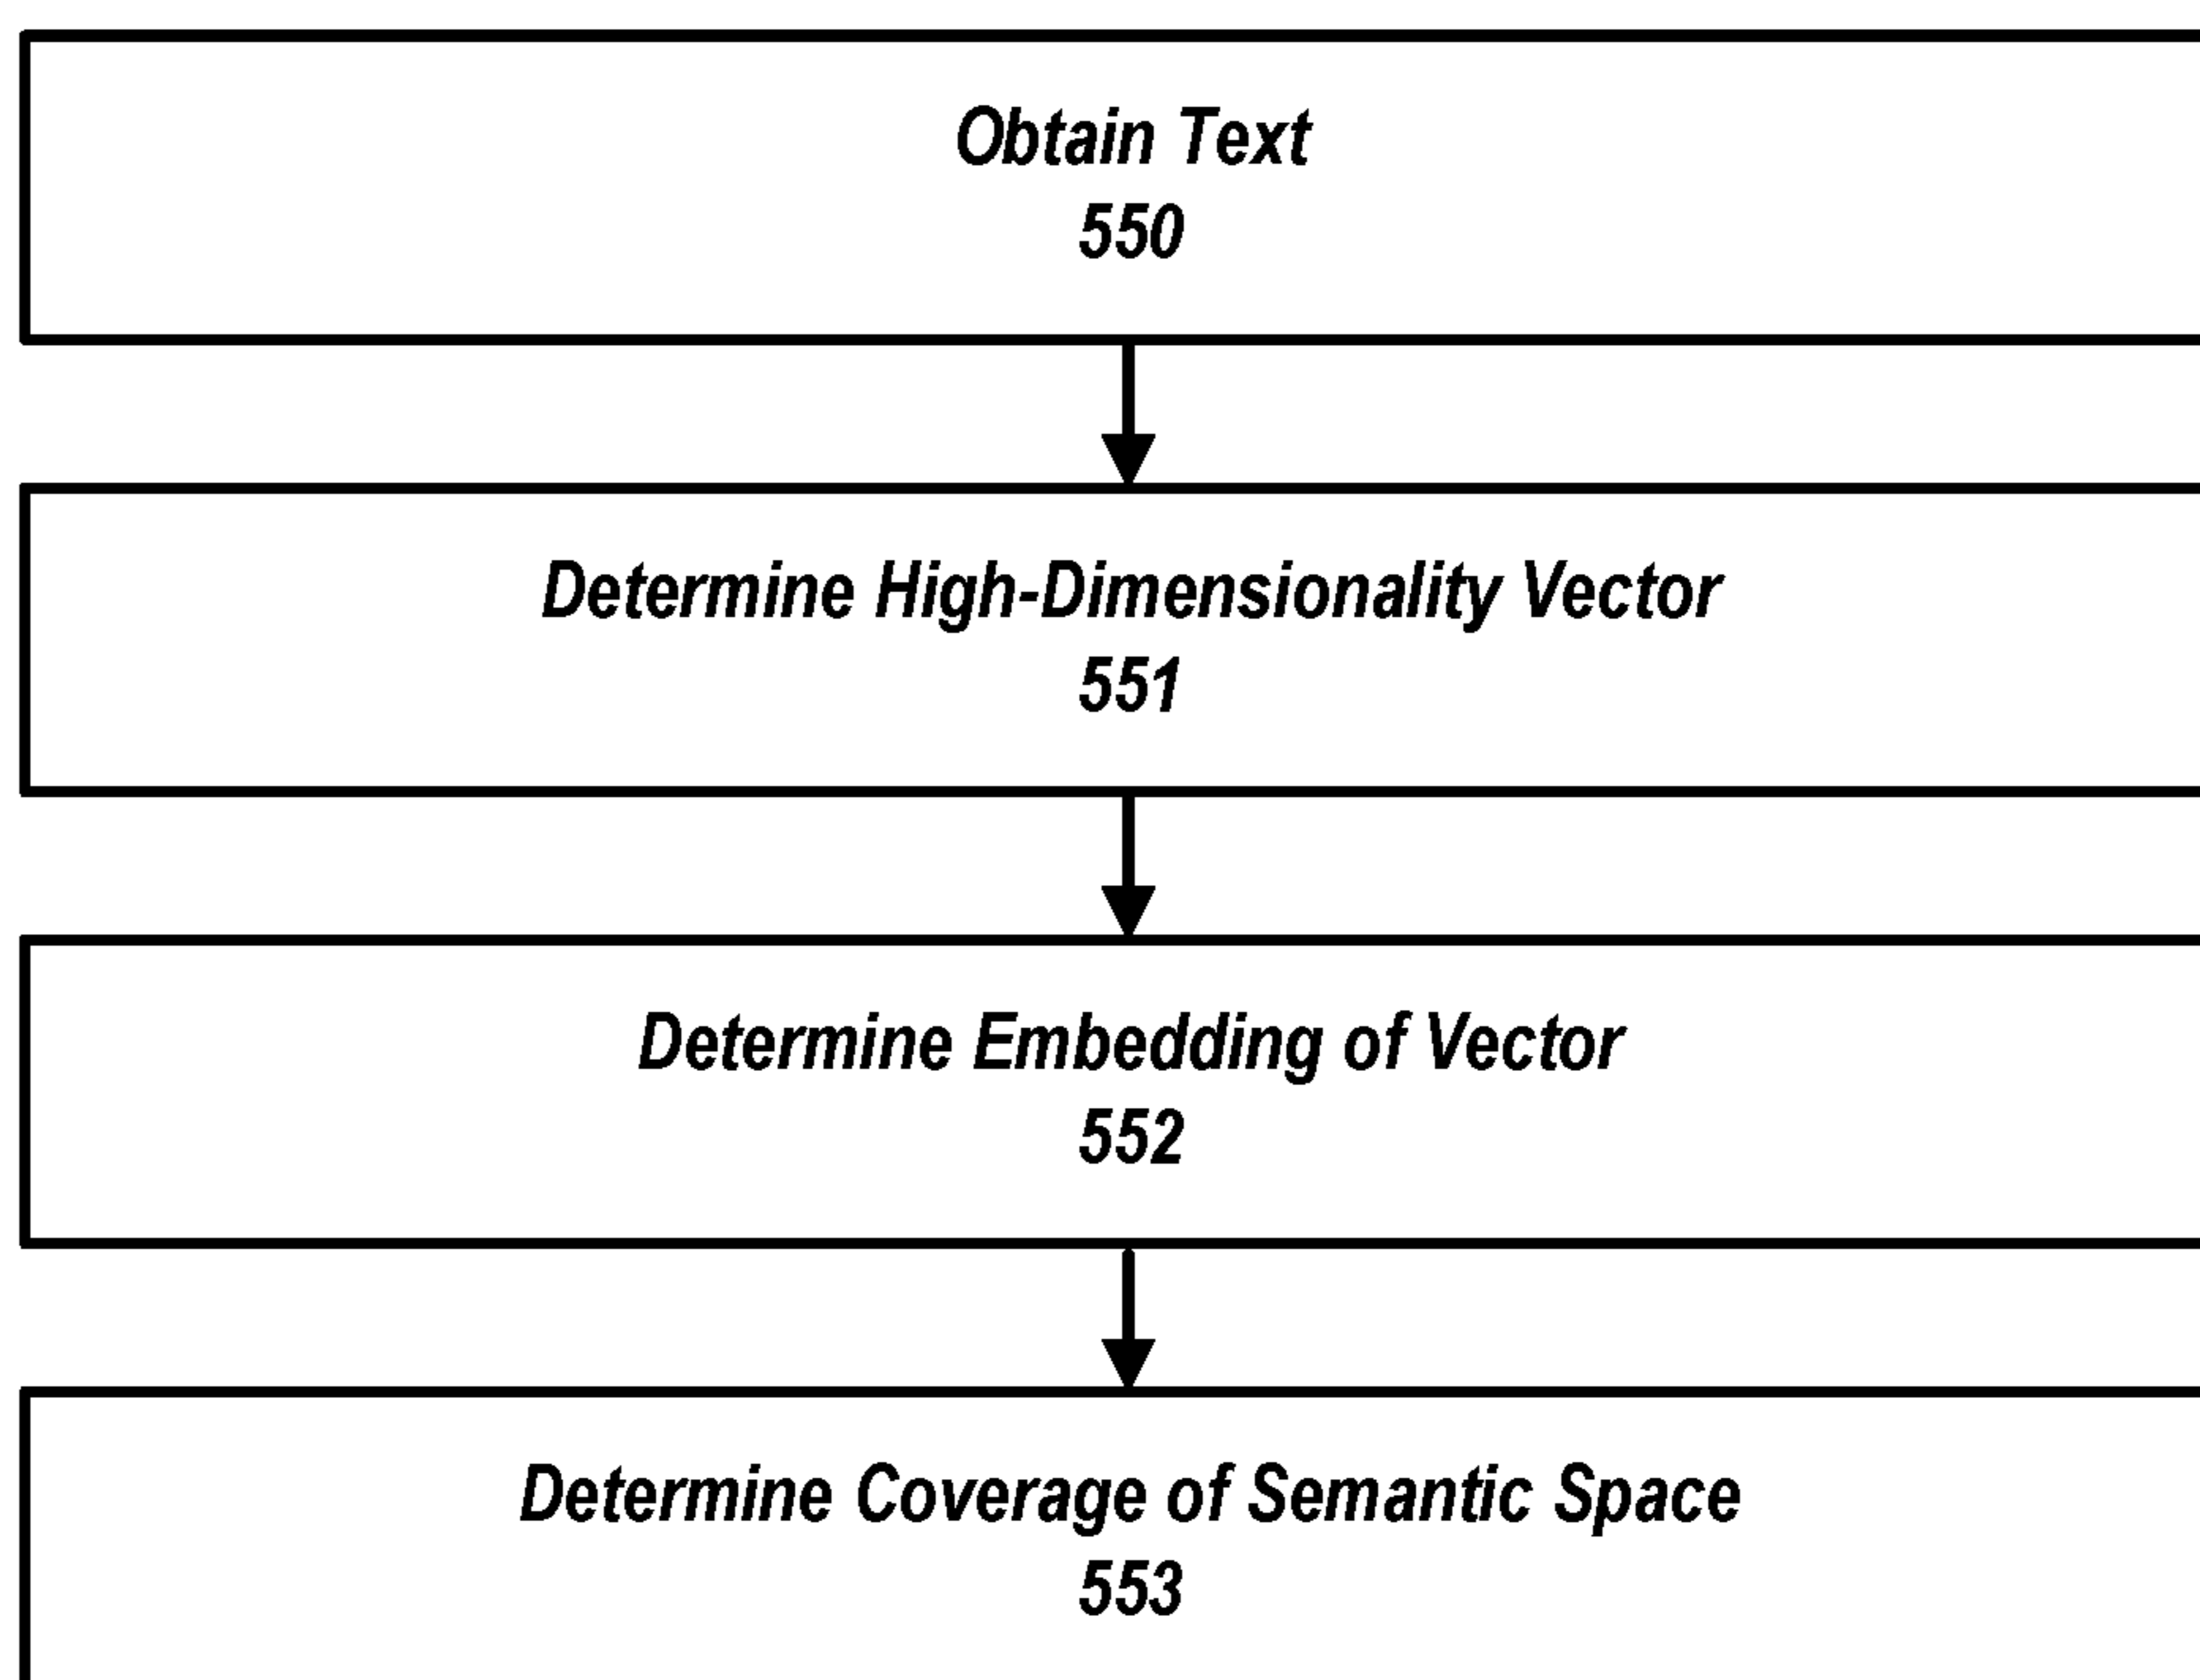 Obtain Text
550
Determine High-Dimensionality Vector
551
Determine Embedding of Vector
552
Determine Coverage of Semantic Space
553